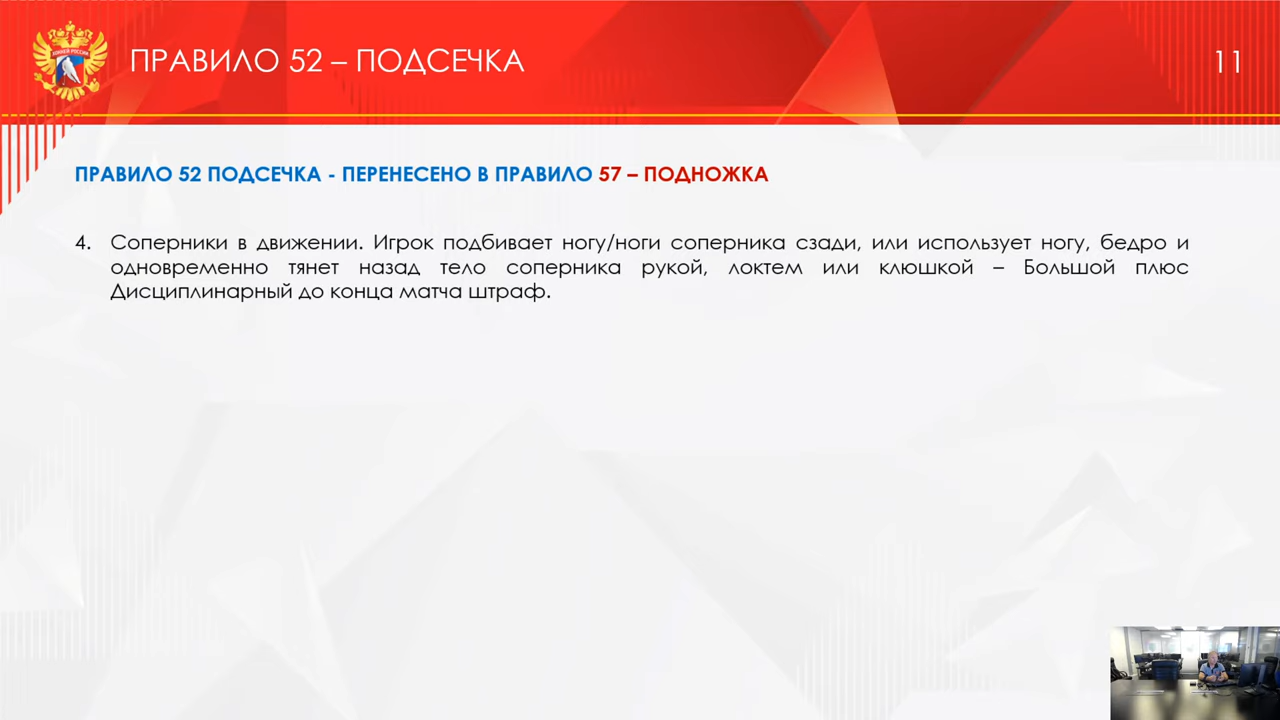 ПРАВИЛО 52 – ПОДСЕЧКА
11
ПРАВИЛО 52 ПОДСЕЧКА - ПЕРЕНЕСЕНО В ПРАВИЛО 57 – ПОДНОЖКА
4. Соперники в движении. Игрок подбивает ногу/ноги соперника сзади, или использует ногу, бедро и
одновременно тянет назад тело соперника рукой, локтем или клюшкой – Большой плюс
Дисциплинарный до конца матча штраф.